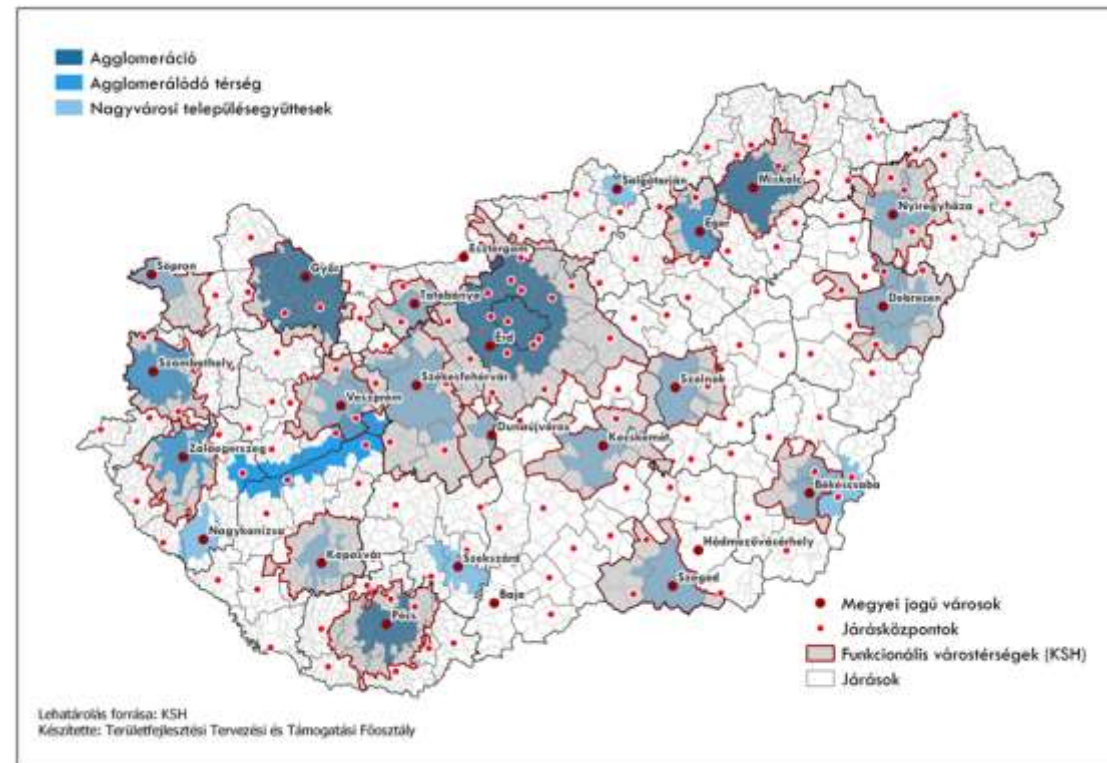 Agglomeráció
Agglomerálódó térség
Nagyvárosi településegyüttesek
Salgótarján
Miskolc
Nyíregyháza
Eger
Esztergom
Sopron
Győr
Tatabánya
Debrecen
Érd
Szombathely
Székesfehérvár
Szolnok
Veszprém
Dunaújváros
Kecskemét
Zalaegerszeg
Békéscsaba
Nagykanizsa
Hódmezővásárhely
Kaposvár
Szekszárd
Szeged
Baja
Pécs
Megyei jogú városok
Járásközpontok
Funkcionális várostérségek (KSH)
Járások
Lehatárolás forrása: KSH
Készítette: Területfejlesztési Tervezési és Támogatási Főosztály